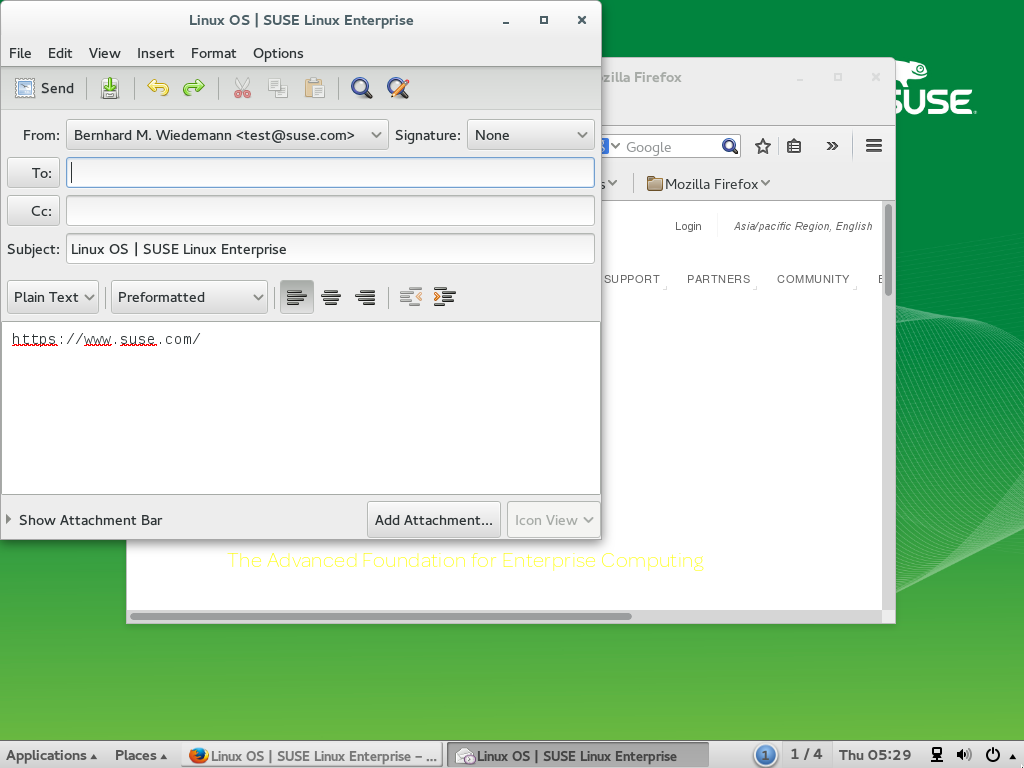 Linux OS | SUSE Linux Enterprise
File Edit View Insert Format Options
Send
From: Bernhard M. Wiedemann <test@suse.com> Signature: None
To:
Cc:
Subject: Linux OS | SUSE Linux Enterprise
Plain Text Preformatted
https://www.suse.com/
Show Attachment Bar Add Attachment... Icon View
zilla Firefox
SUSE
Google
Mozilla Firefox
Login Asia/pacific Region, English
SUPPORT PARTNERS COMMUNITY
The Advanced Foundation for Enterprise Computing
Applications Places Linux OS | SUSE Linux Enterprise – ... Linux OS | SUSE Linux Enterprise 1 1 / 4 Thu 05:29